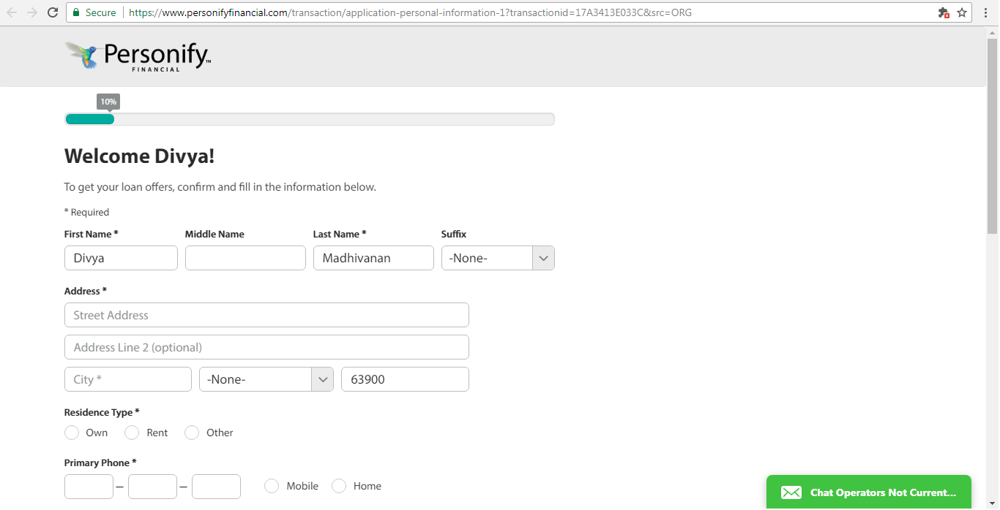 Secure https://www.personifyfinancial.com/transaction/application-personal-information-1?transactionid=17A3413E033C&src=ORG
Personify™
FINANCIAL
10%
Welcome Divya!
To get your loan offers, confirm and fill in the information below.
* Required
First Name * Middle Name Last Name * Suffix
Divya Madhivanan -None-
Address *
Street Address
Address Line 2 (optional)
City * -None- 63900
Residence Type *
Own Rent Other
Primary Phone *
– – Mobile Home
Chat Operators Not Current...